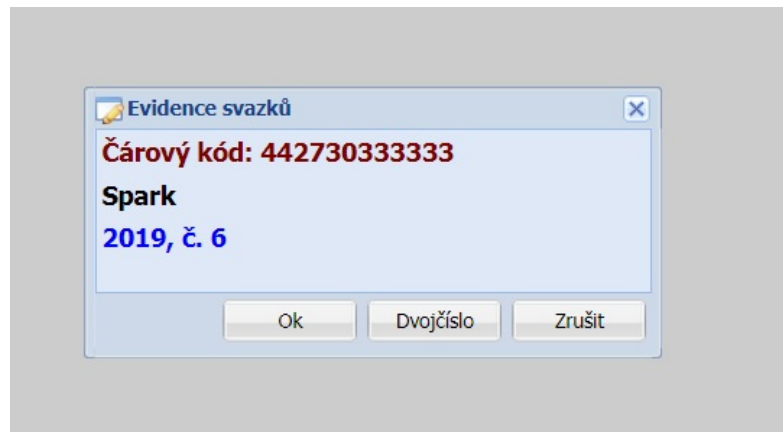 Evidence svazků
Čárový kód: 442730333333
Spark
2019, č. 6
Ok Dvojčíslo Zrušit